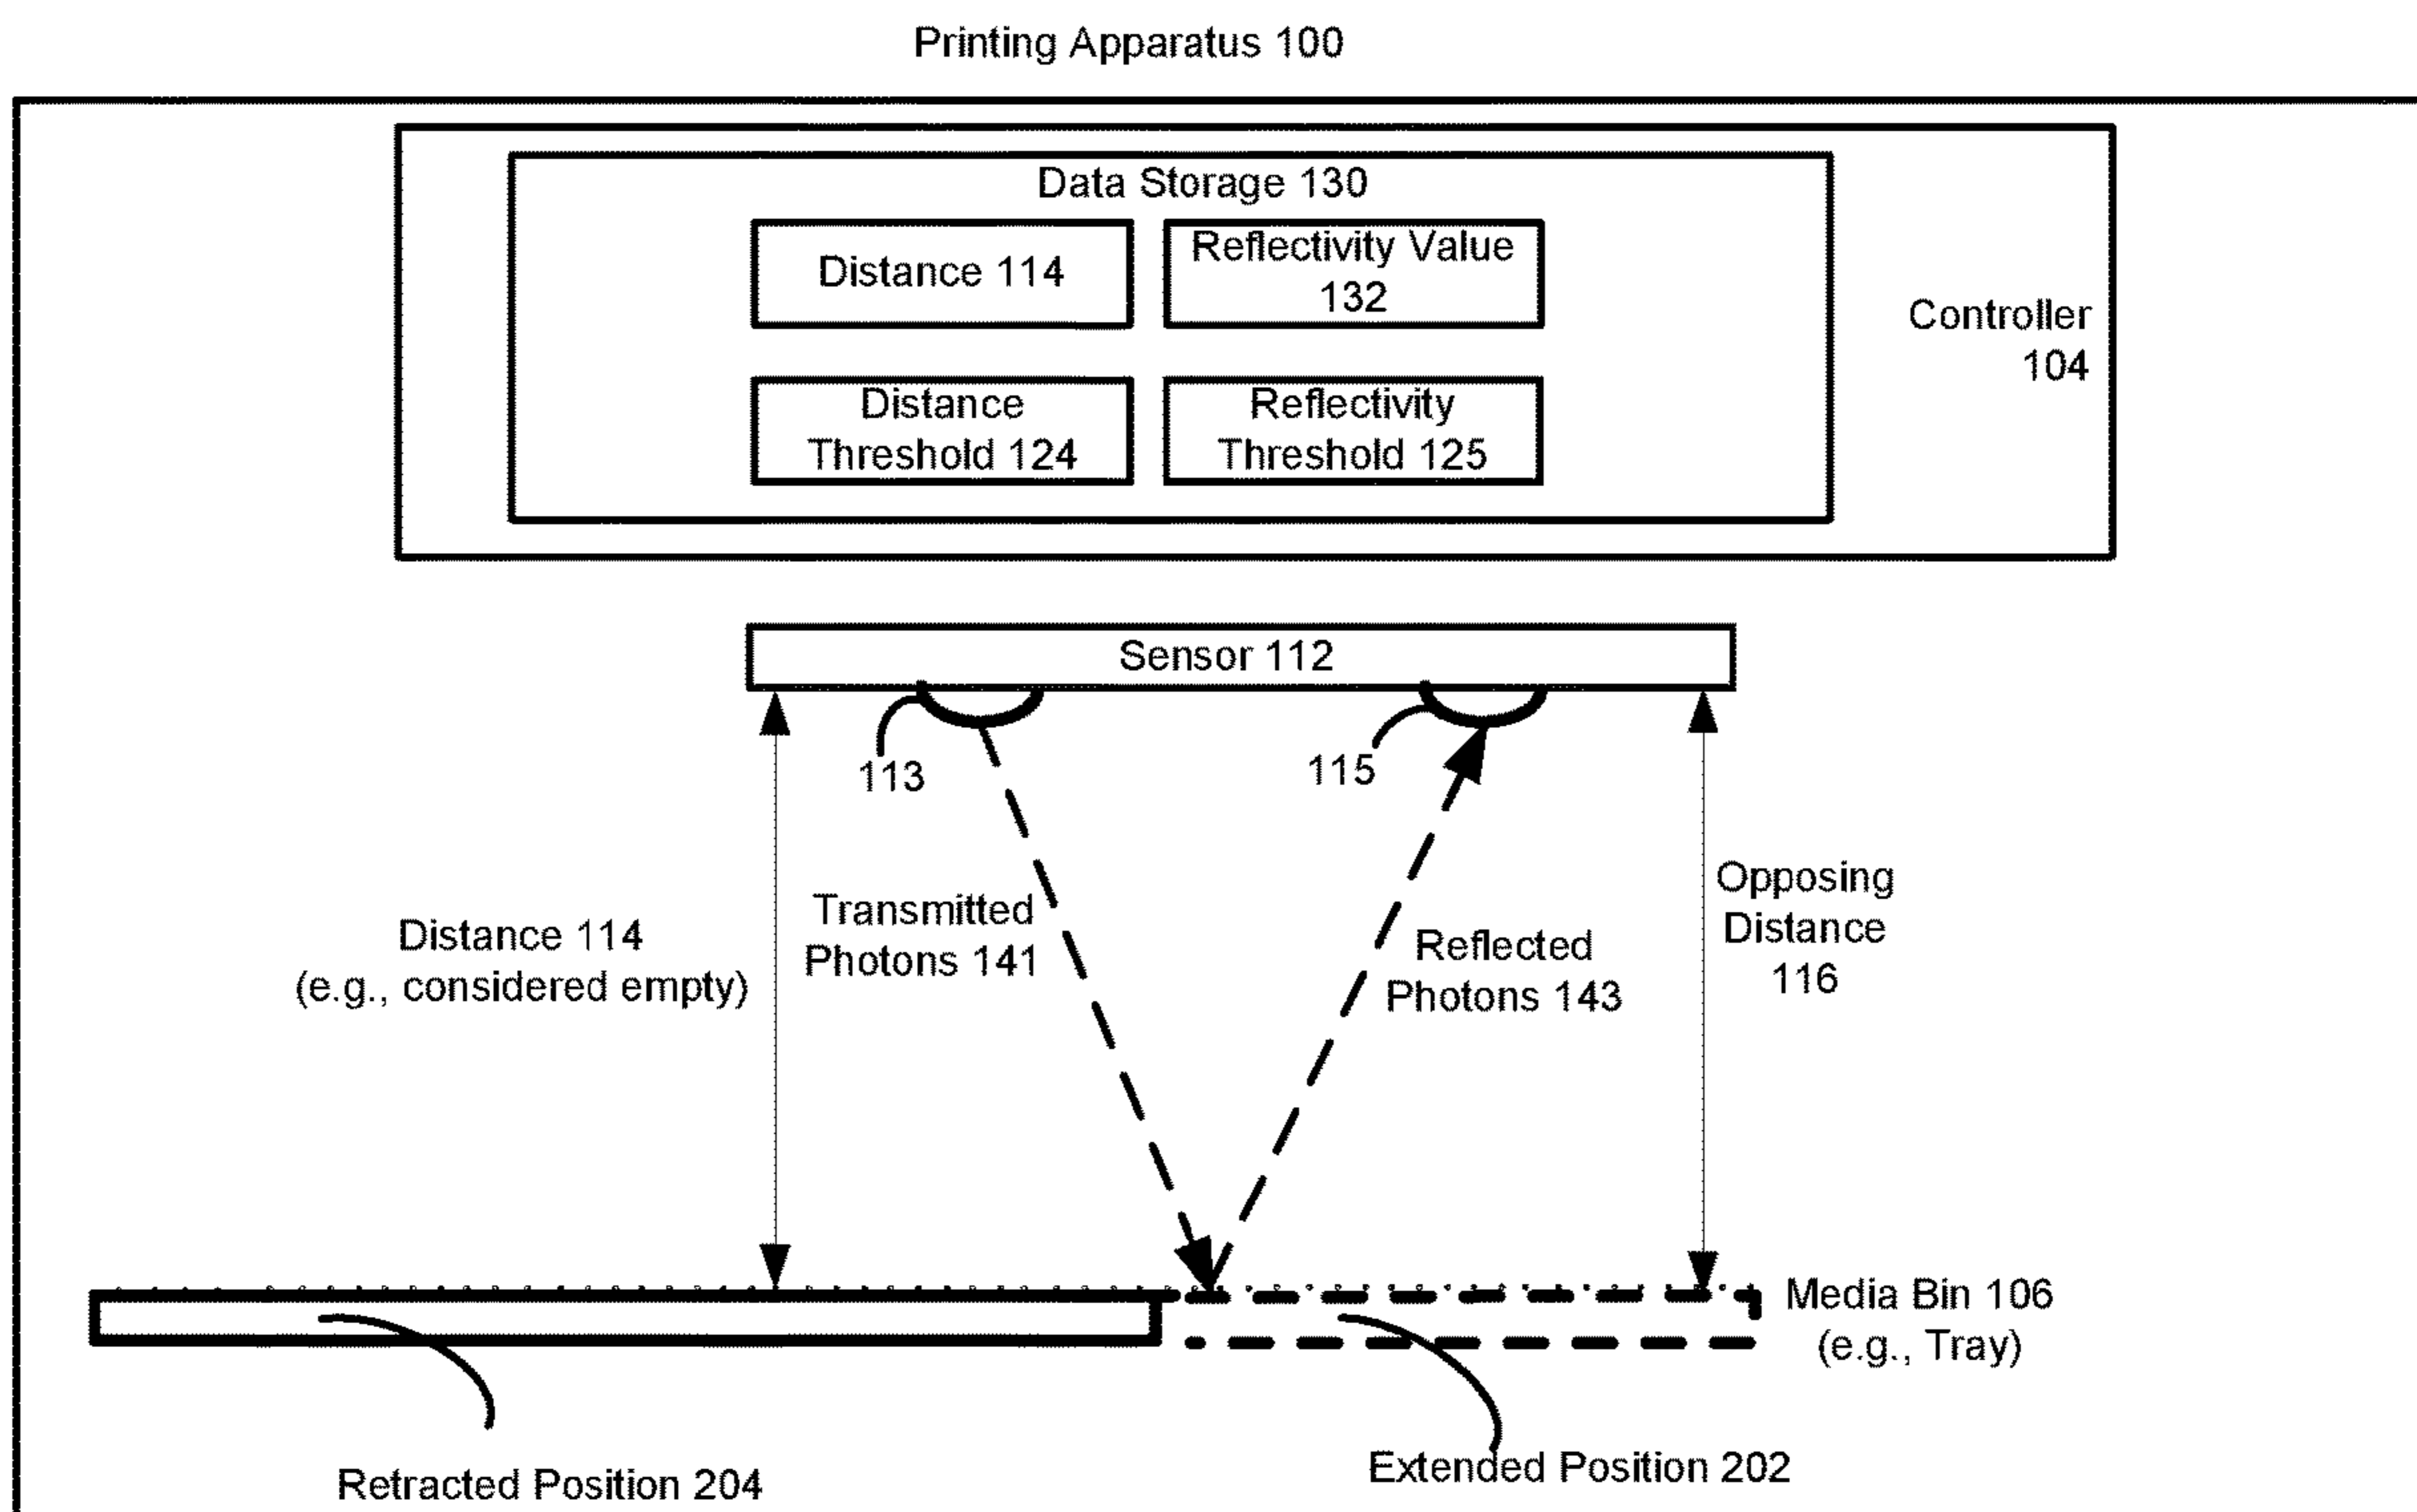 Printing Apparatus 100
Data Storage 130
Distance 114
Reflectivity Value
132
Controller
104
Distance
Threshold 124
Reflectivity
Threshold 125
Sensor 112
113
115
Distance 114
(e.g., considered empty)
Transmitted
Photons 141
Reflected
Photons 143
Opposing
Distance
116
Media Bin 106
(e.g., Tray)
Retracted Position 204
Extended Position 202